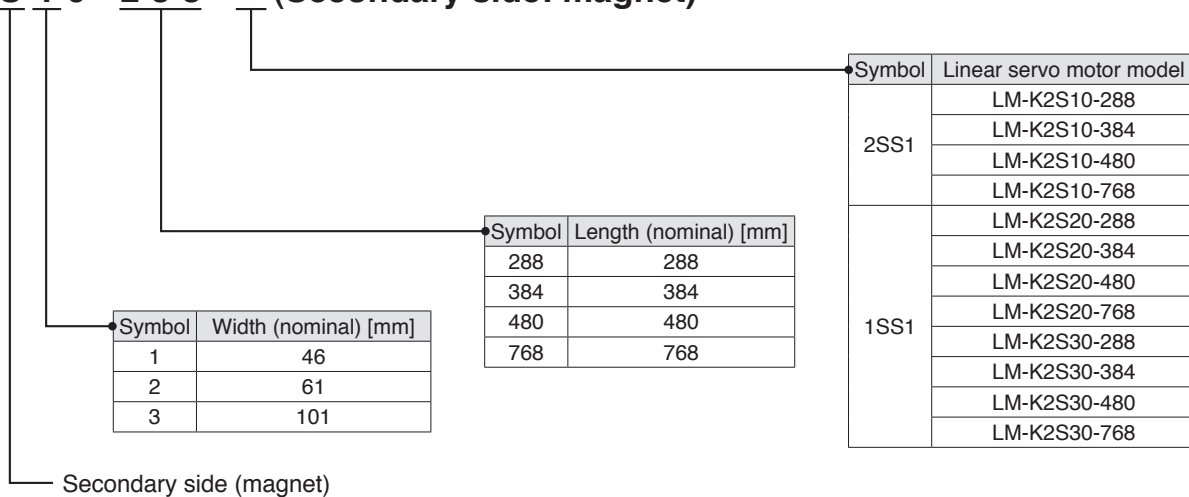 (Secondary side: magnet)
Symbol Linear servo motor model
2SS1
LM-K2S10-288
LM-K2S10-384
LM-K2S10-480
LM-K2S10-768
1SS1
LM-K2S20-288
LM-K2S20-384
LM-K2S20-480
LM-K2S20-768
LM-K2S30-288
LM-K2S30-384
LM-K2S30-480
LM-K2S30-768
Symbol Length (nominal) [mm]
288 288
384 384
480 480
768 768
Symbol Width (nominal) [mm]
1 46
2 61
3 101
Secondary side (magnet)